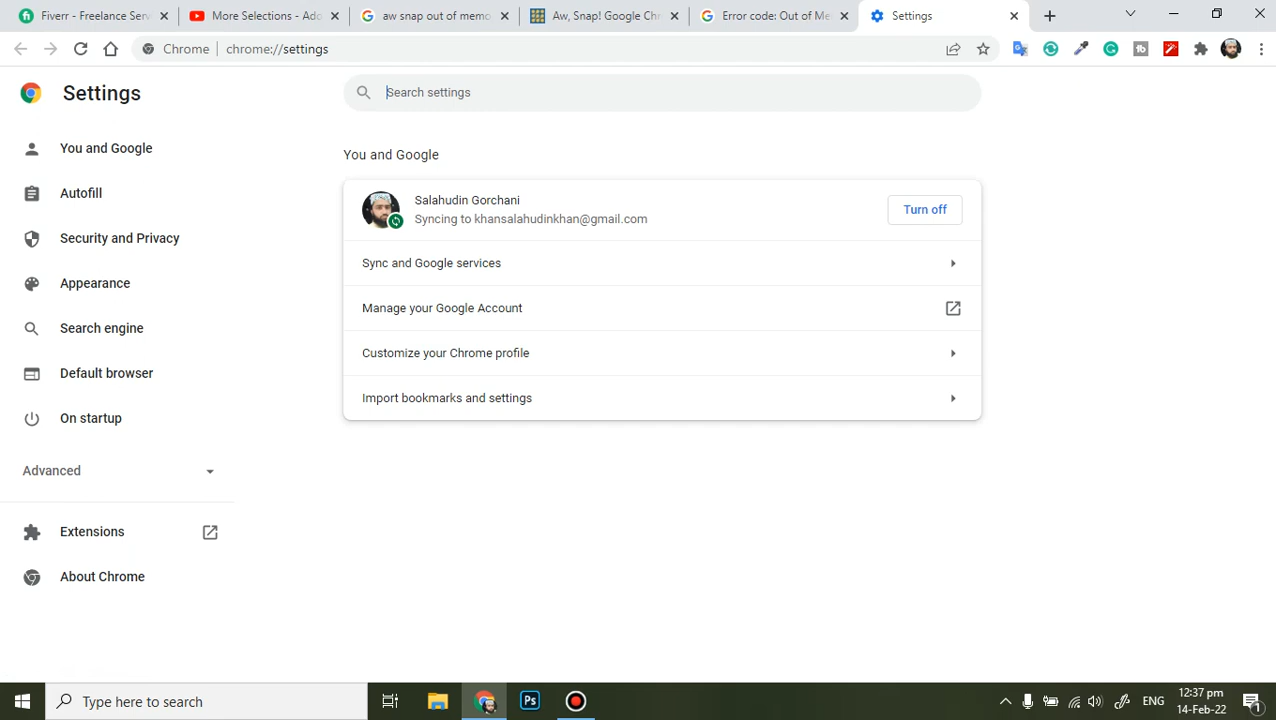 Fiverr - Freelance Serv
More Selections - Ado
aw snap out of memo
Aw, Snap! Google Chr
Error code: Out of Me
Settings
Chrome
chrome://settings
Settings
Search settings
You and Google
You and Google
Autofill
Security and Privacy
Appearance
Search engine
Default browser
On startup
Advanced
Extensions
About Chrome
Salahudin Gorchani
Syncing to khansalahudinkhan@gmail.com
Turn off
Sync and Google services
Manage your Google Account
Customize your Chrome profile
Import bookmarks and settings
Type here to search
Ps
ENG
12:37 pm
14-Feb-22
1